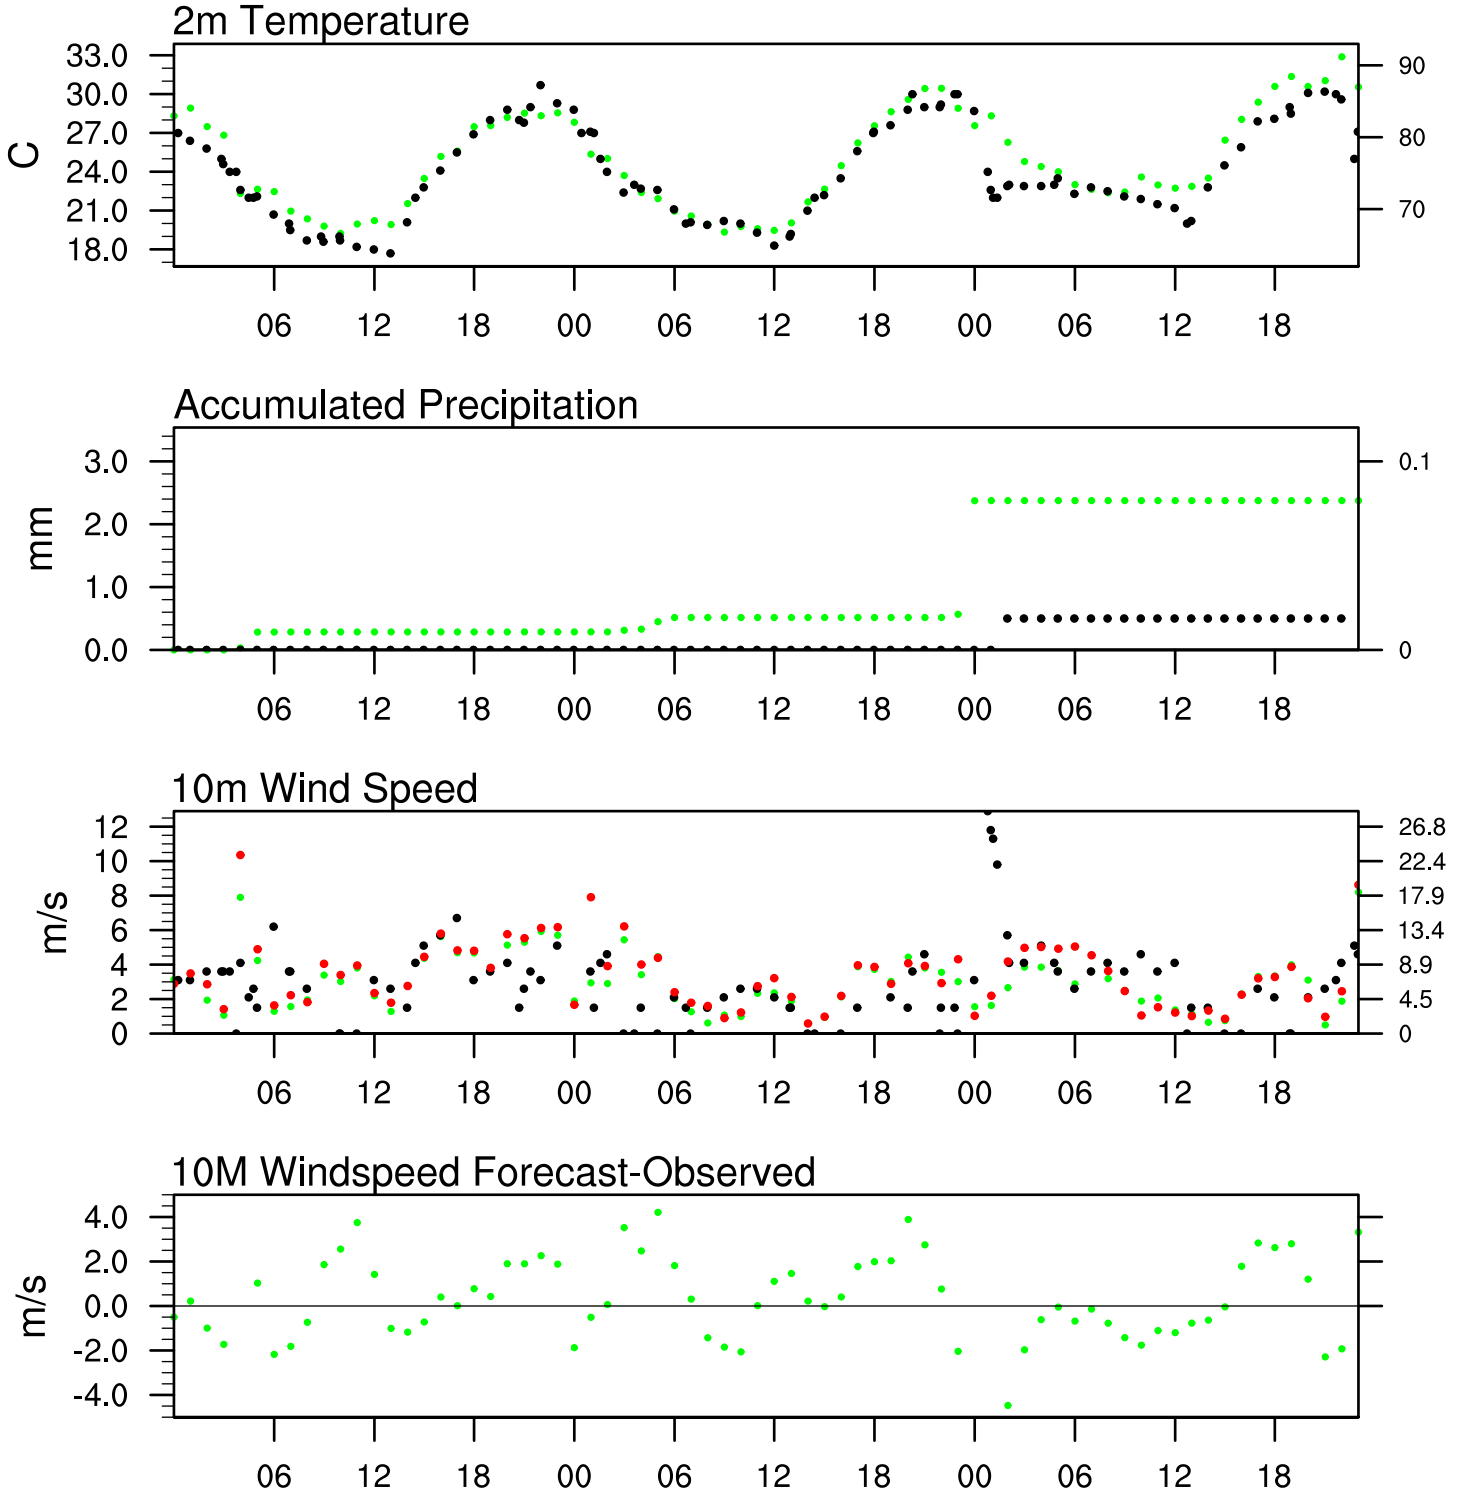 2m Temperature
33.0
30.0
27.0
24.0
21.0
18.0
C
90
80
70
06 12 18 00 06 12 18 00 06 12 18
Accumulated Precipitation
3.0
2.0
1.0
0.0
mm
0.1
0
06 12 18 00 06 12 18 00 06 12 18
10m Wind Speed
12
10
8
6
4
2
0
m/s
26.8
22.4
17.9
13.4
8.9
4.5
0
06 12 18 00 06 12 18 00 06 12 18
10M Windspeed Forecast-Observed
4.0
2.0
0.0
-2.0
-4.0
m/s
06 12 18 00 06 12 18 00 06 12 18